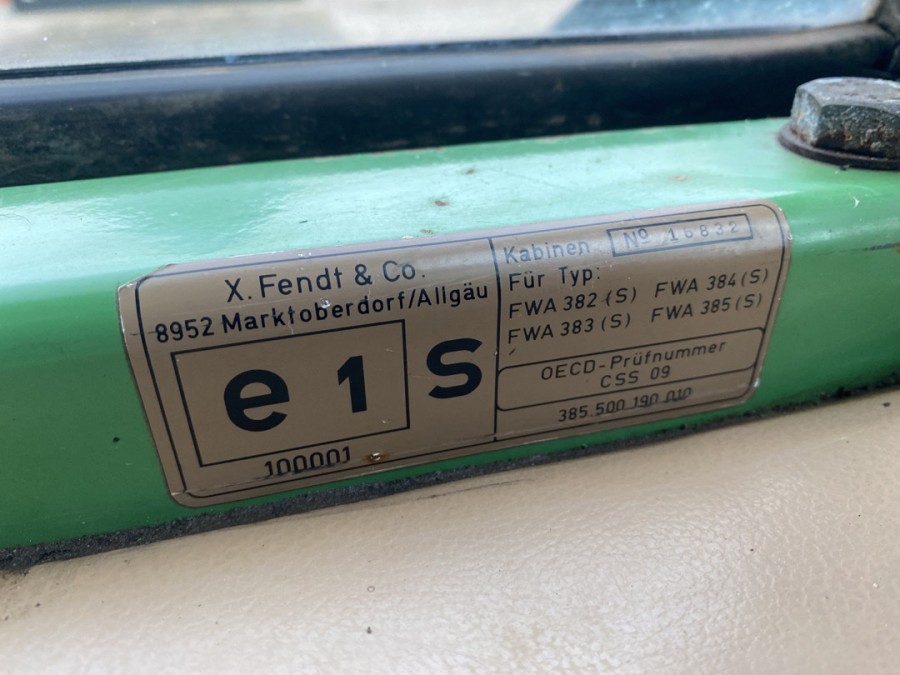 X. Fendt & Co.
8952 Marktoberdorf/Allgäu
e 1 S
100001
Kabinen Nº 16832
Für Typ:
FWA 382 (S) FWA 384 (S)
FWA 383 (S) FWA 385 (S)
OECD-Prüfnummer
CSS 09
385.500.190.010